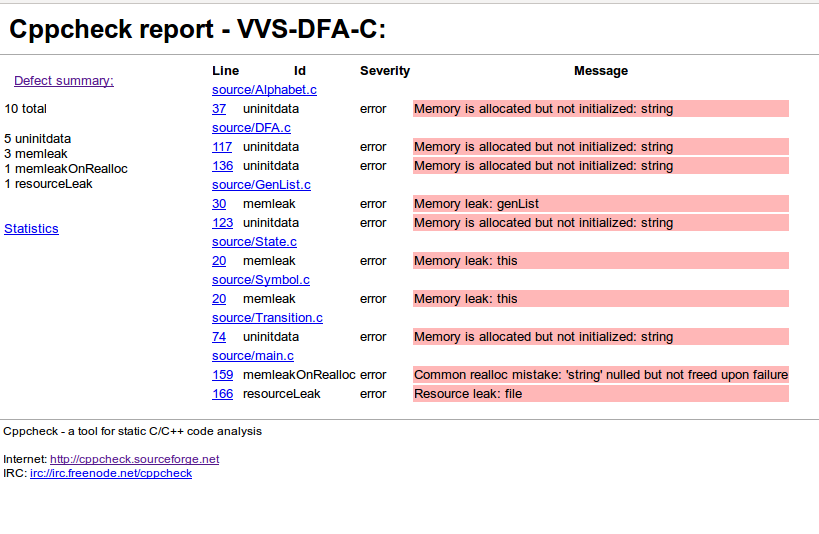 Cppcheck report - VVS-DFA-C:
Defect summary;
10 total
5 uninitdata
3 memleak
1 memleakOnRealloc
1 resourceLeak
Statistics
Line Id Severity Message
source/Alphabet.c
37 uninitdata error Memory is allocated but not initialized: string
source/DFA.c
117 uninitdata error Memory is allocated but not initialized: string
136 uninitdata error Memory is allocated but not initialized: string
source/GenList.c
30 memleak error Memory leak: genList
123 uninitdata error Memory is allocated but not initialized: string
source/State.c
20 memleak error Memory leak: this
source/Symbol.c
20 memleak error Memory leak: this
source/Transition.c
74 uninitdata error Memory is allocated but not initialized: string
source/main.c
159 memleakOnRealloc error Common realloc mistake: 'string' nulled but not freed upon failure
166 resourceLeak error Resource leak: file
Cppcheck - a tool for static C/C++ code analysis
Internet: http://cppcheck.sourceforge.net
IRC: irc://irc.freenode.net/cppcheck